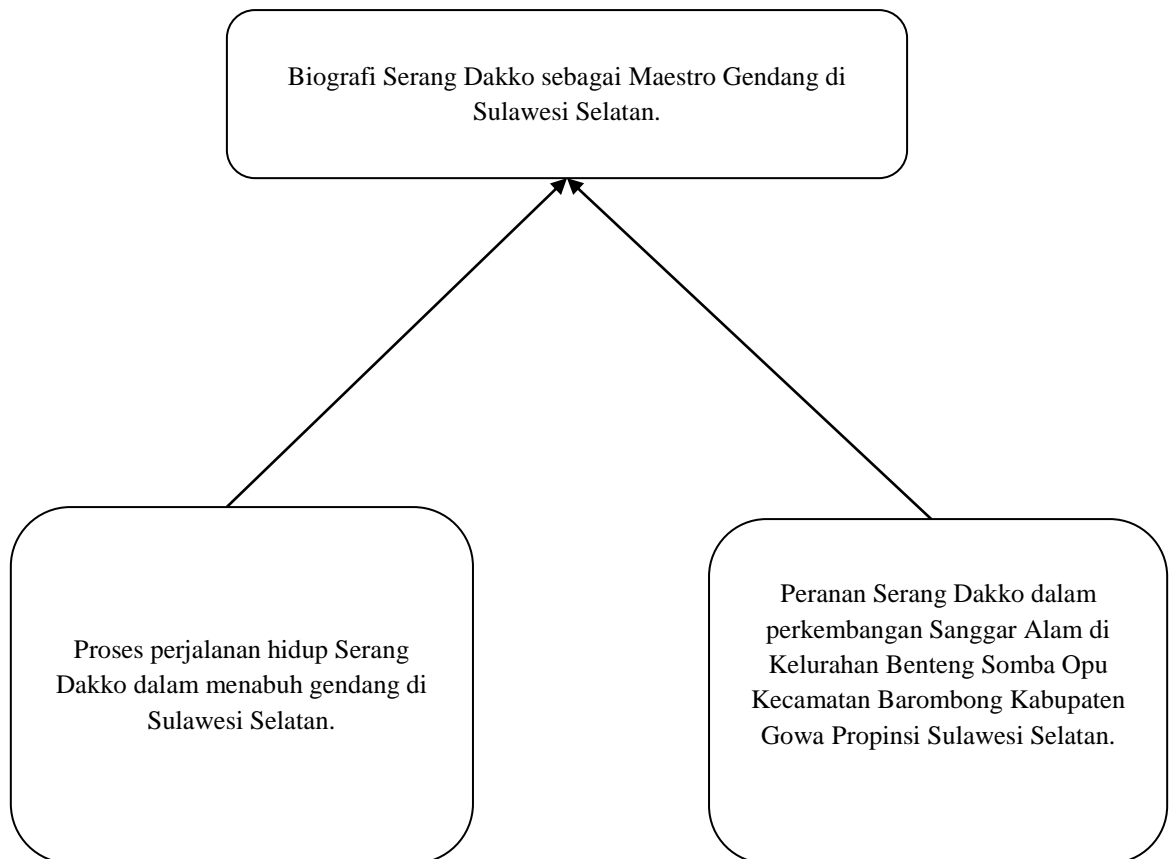 Biografi Serang Dakko sebagai Maestro Gendang di
Sulawesi Selatan.
Proses perjalanan hidup Serang
Dakko dalam menabuh gendang di
Sulawesi Selatan.
Peranan Serang Dakko dalam
perkembangan Sanggar Alam di
Kelurahan Benteng Somba Opu
Kecamatan Barombong Kabupaten
Gowa Propinsi Sulawesi Selatan.